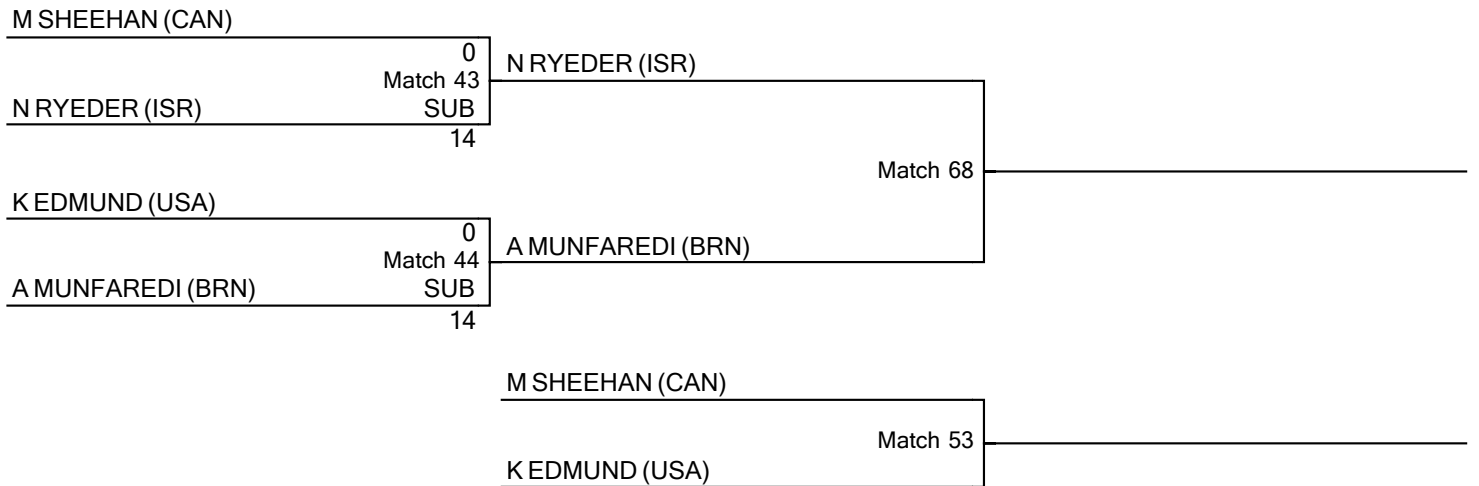 M SHEEHAN (CAN)
0
N RYEDER (ISR)
Match 43
N RYEDER (ISR) SUB
14
Match 68
K EDMUND (USA)
0
A MUNFAREDI (BRN)
Match 44
A MUNFAREDI (BRN) SUB
14
M SHEEHAN (CAN)
Match 53
K EDMUND (USA)